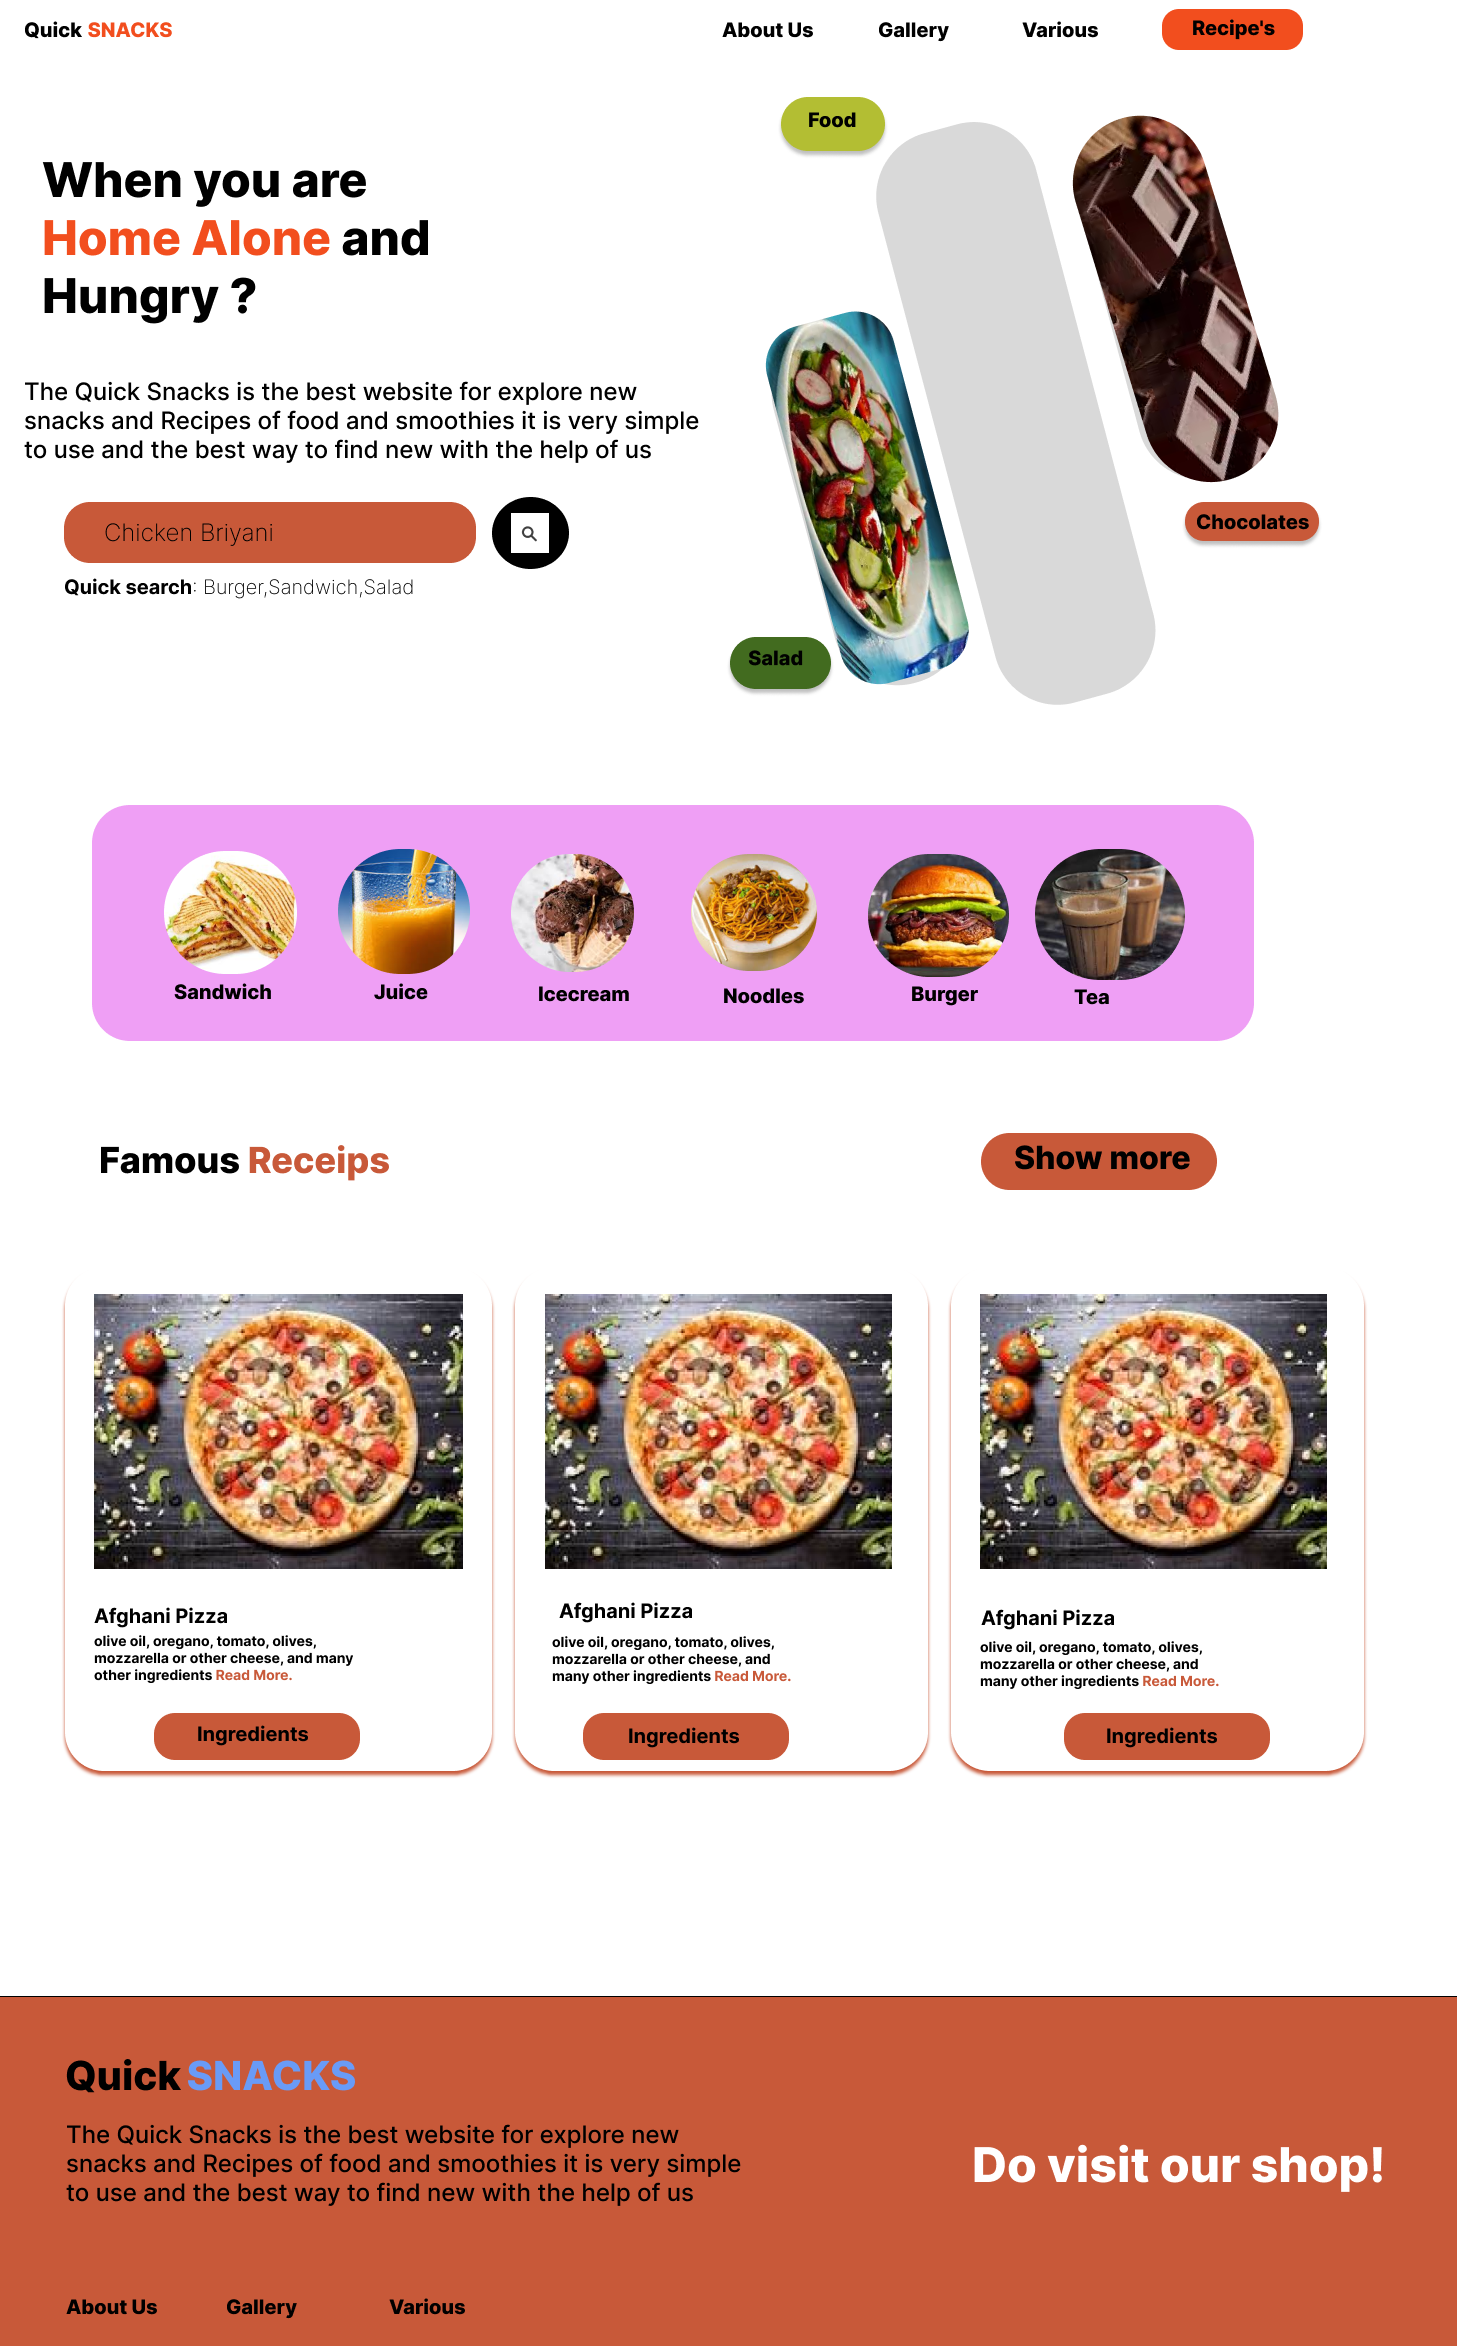 Quick SNACKS
About Us
Gallery
Various
Recipe's
Food
When you are
Home Alone and
Hungry ?
The Quick Snacks is the best website for explore new
snacks and Recipes of food and smoothies it is very simple
to use and the best way to find new with the help of us
Chicken Briyani
Quick search: Burger,Sandwich,Salad
Chocolates
Salad
Sandwich
Juice
Icecream
Noodles
Burger
Tea
Famous Receips
Show more
Afghani Pizza
olive oil, oregano, tomato, olives,
mozzarella or other cheese, and many
other ingredients Read More.
Ingredients
Afghani Pizza
olive oil, oregano, tomato, olives,
mozzarella or other cheese, and
many other ingredients Read More.
Ingredients
Afghani Pizza
olive oil, oregano, tomato, olives,
mozzarella or other cheese, and
many other ingredients Read More.
Ingredients
Quick SNACKS
The Quick Snacks is the best website for explore new
snacks and Recipes of food and smoothies it is very simple
to use and the best way to find new with the help of us
Do visit our shop!
About Us
Gallery
Various